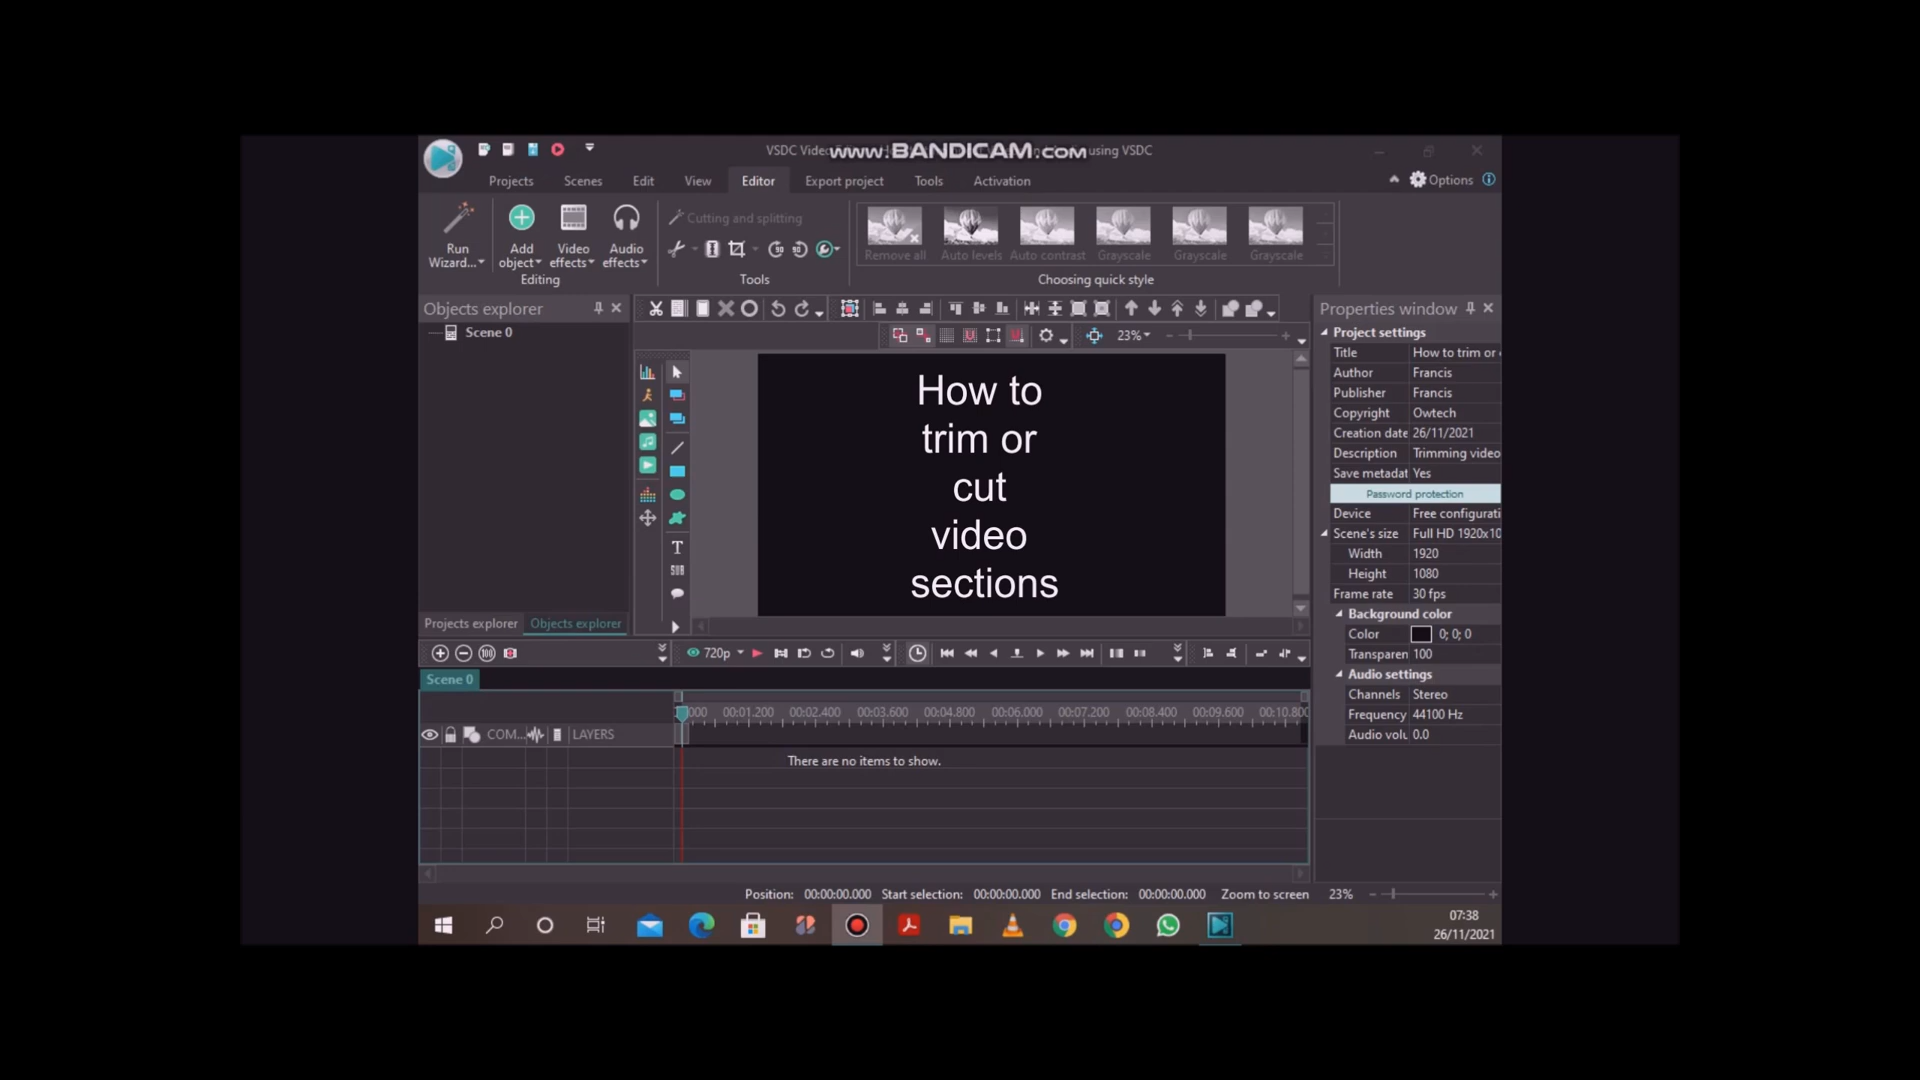 VSDC Video
www.BANDICAM.com
using VSDC
Projects
Scenes
Edit
View
Editor
Export project
Tools
Activation
Options
Run
Wizard...
Add
object
Video
effects
Audio
effects
Editing
Cutting and splitting
Tools
Remove all
Auto levels
Auto contrast
Grayscale
Grayscale
Grayscale
Choosing quick style
Objects explorer
Scene 0
Projects explorer
Objects explorer
23%
How to
trim or
cut
video
sections
T
SUB
Properties window
Project settings
Title How to trim or
Author Francis
Publisher Francis
Copyright Owtech
Creation date 26/11/2021
Description Trimming video
Save metadat Yes
Password protection
Device Free configurati
Scene's size Full HD 1920x10
Width 1920
Height 1080
Frame rate 30 fps
Background color
Color 0; 0; 0
Transparen 100
Audio settings
Channels Stereo
Frequency 44100 Hz
Audio volu 0.0
720p
Scene 0
000 00:01.200 00:02.400 00:03.600 00:04.800 00:06.000 00:07.200 00:08.400 00:09.600 00:10.800
COM... LAYERS
There are no items to show.
Position: 00:00:00.000 Start selection: 00:00:00.000 End selection: 00:00:00.000 Zoom to screen 23%
07:38
26/11/2021